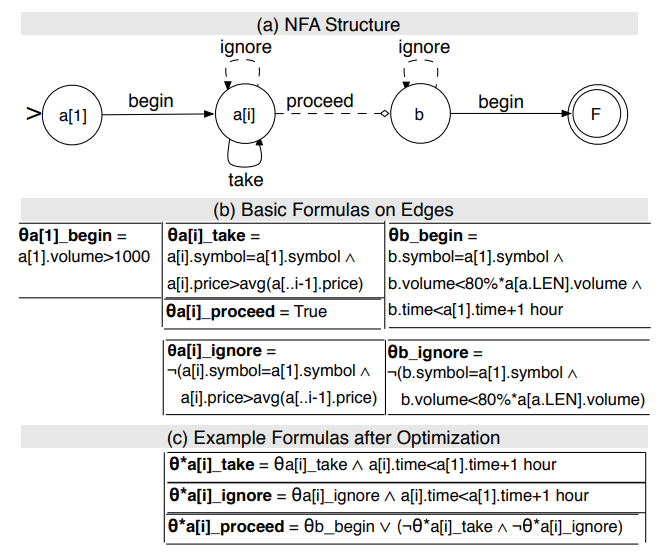 (a) NFA Structure
ignore
ignore
> a[1]
begin
a[i]
proceed
b
begin
F
take
(b) Basic Formulas on Edges
θa[1]_begin =
a[1].volume>1000
θa[i]_take =
a[i].symbol=a[1].symbol ∧
a[i].price>avg(a[..i-1].price)
θa[i]_proceed = True
θb_begin =
b.symbol=a[1].symbol ∧
b.volume<80%*a[a.LEN].volume ∧
b.time<a[1].time+1 hour
θa[i]_ignore =
¬(a[i].symbol=a[1].symbol ∧
a[i].price>avg(a[..i-1].price)
θb_ignore =
¬(b.symbol=a[1].symbol ∧
b.volume<80%*a[a.LEN].volume)
(c) Example Formulas after Optimization
θ*a[i]_take = θa[i]_take ∧ a[i].time<a[1].time+1 hour
θ*a[i]_ignore = θa[i]_ignore ∧ a[i].time<a[1].time+1 hour
θ*a[i]_proceed = θb_begin ∨ (¬θ*a[i]_take ∧ ¬θ*a[i]_ignore)